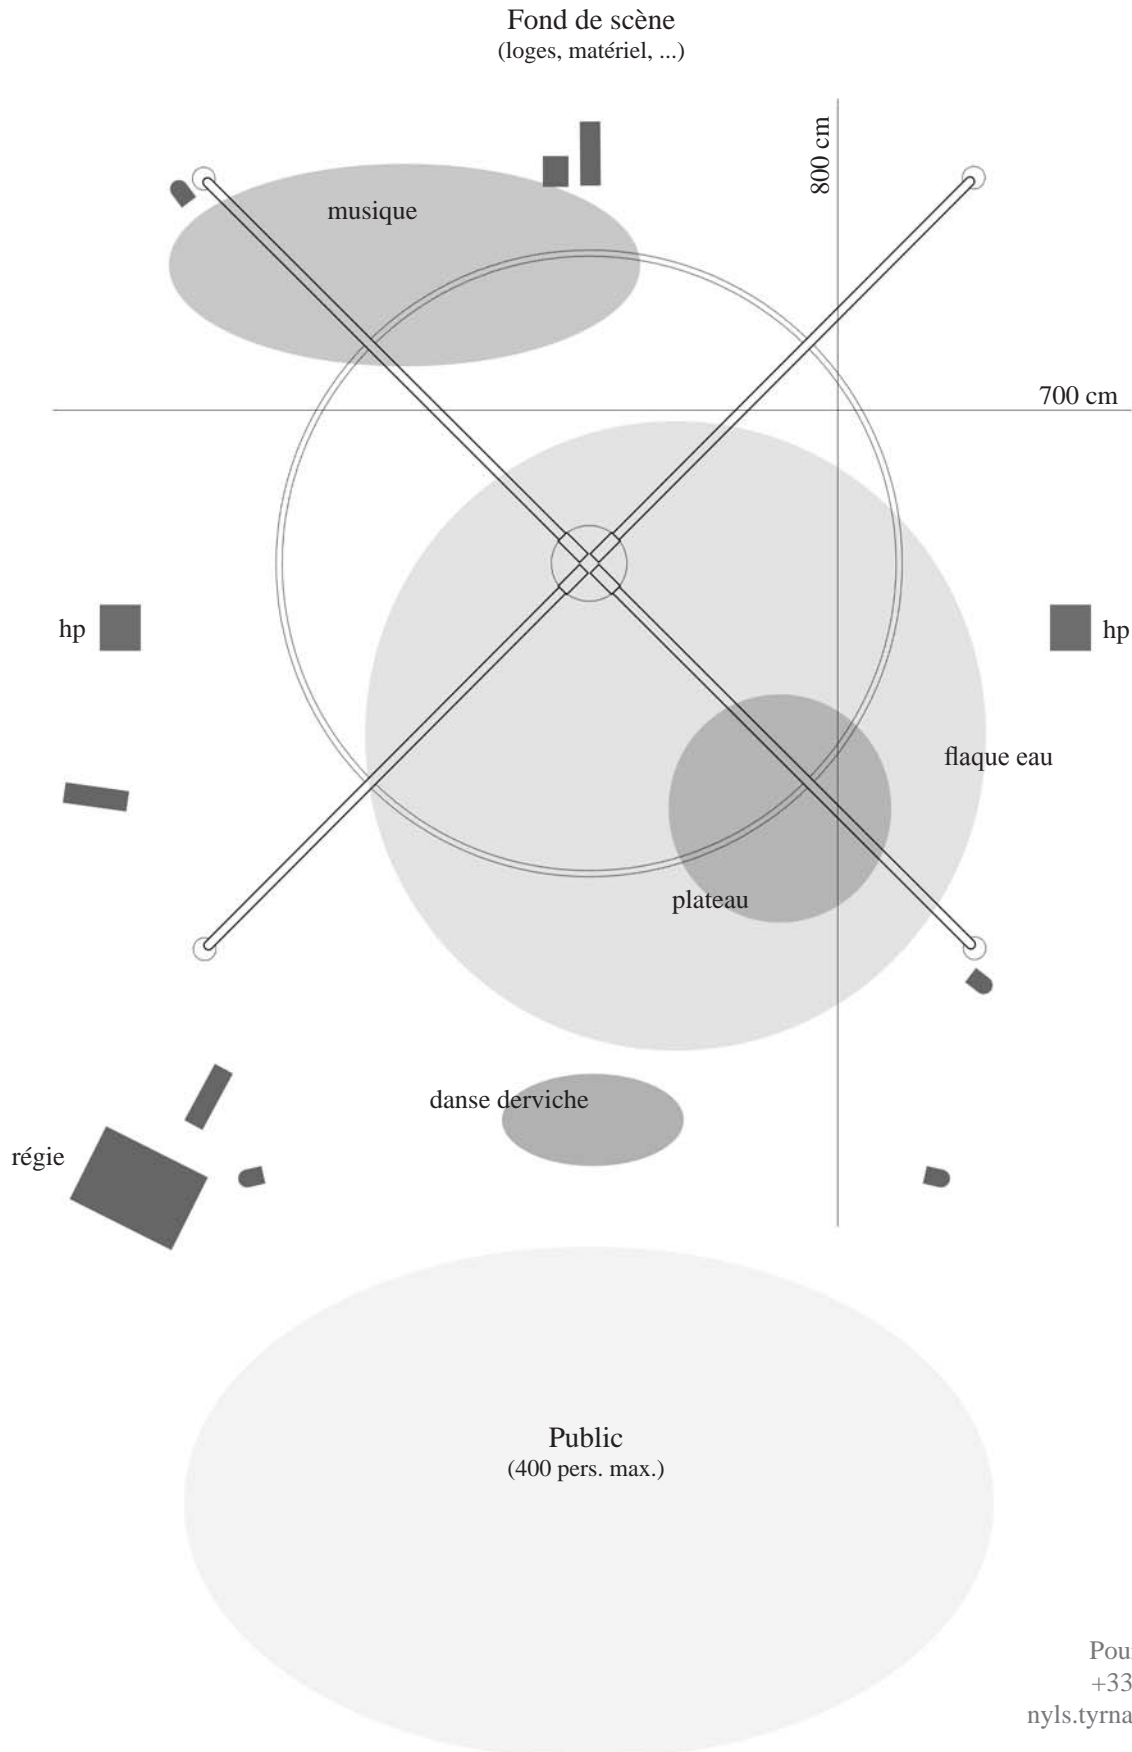 Fond de scène
(loges, matériel, ...)
800 cm
musique
700 cm
hp
hp
flaque eau
plateau
danse derviche
régie
Public
(400 pers. max.)
Pou
+33
nyls.tyrna